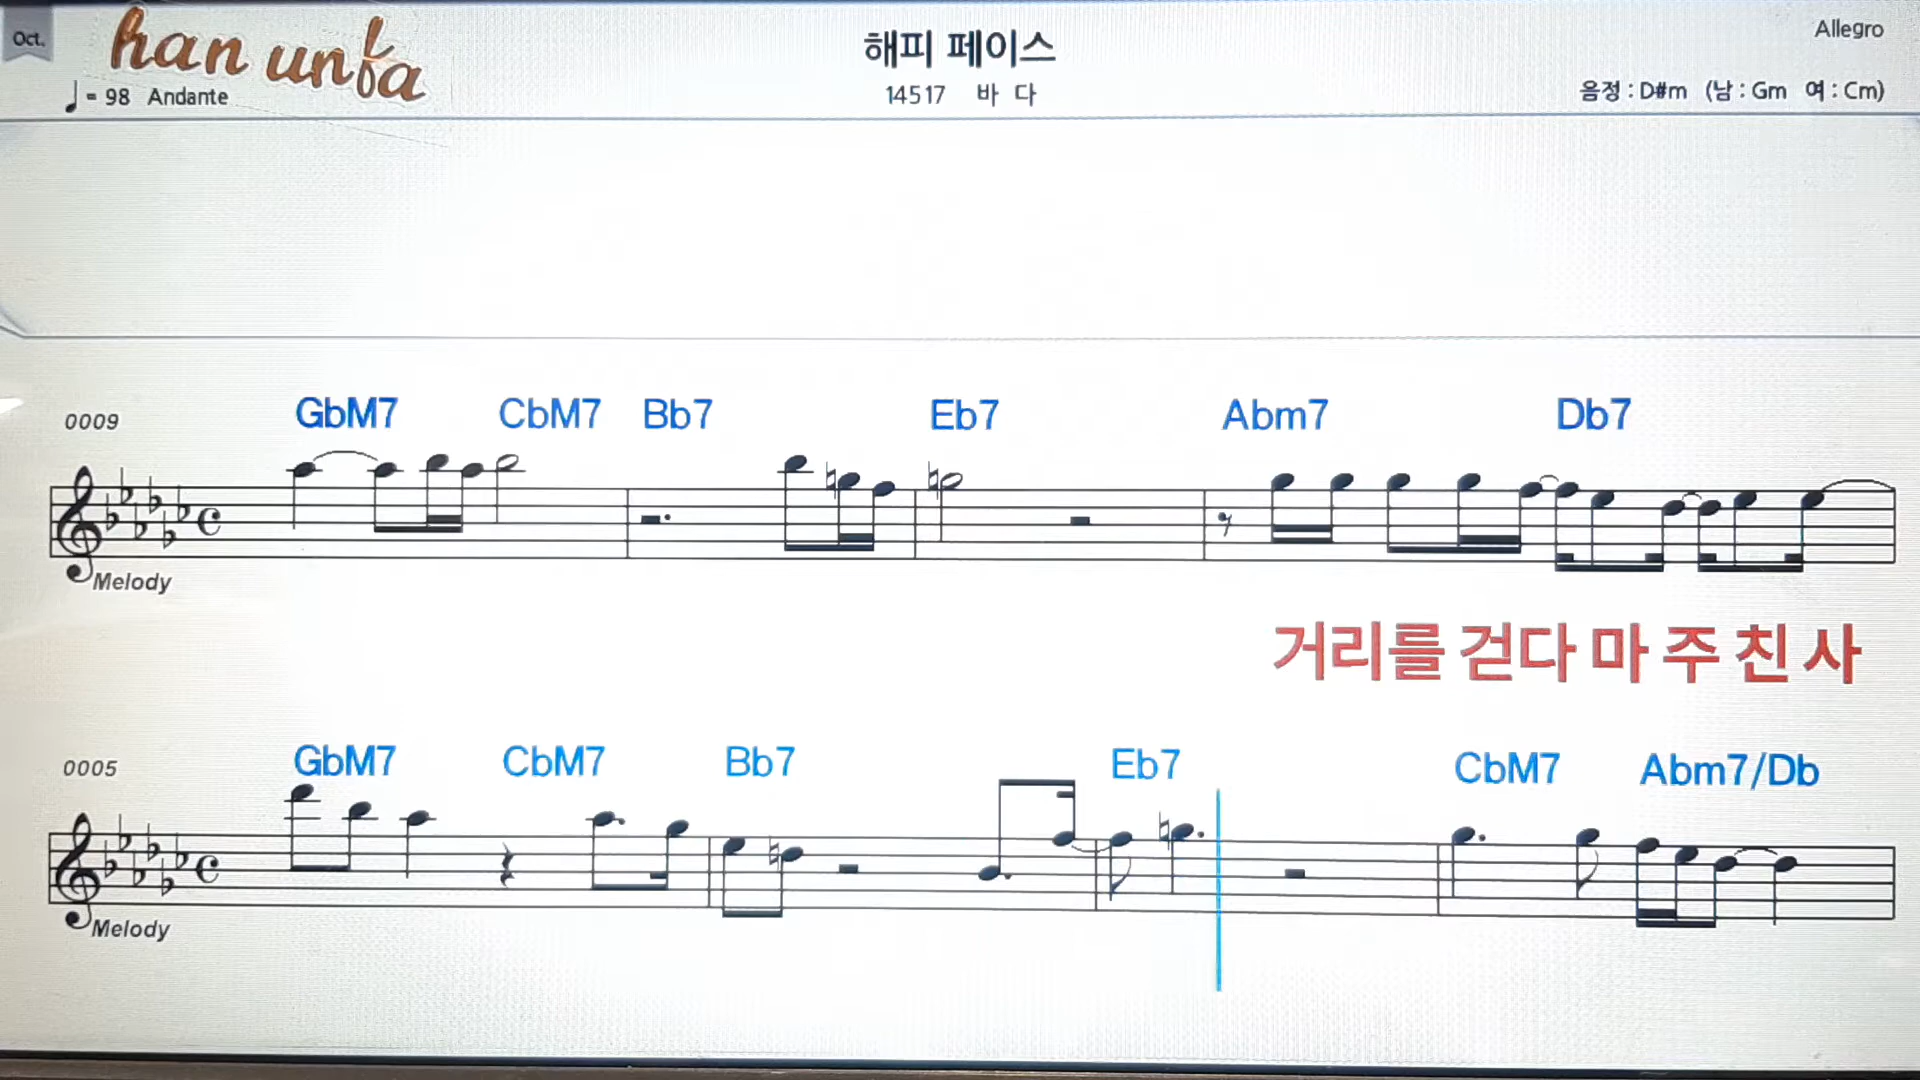 Oct.
han unfa
해피 페이스
Allegro
♩= 98 Andante
14517 바 다
음정 : D#m (남 : Gm 여 : Cm)
0009
GbM7 CbM7 Bb7 Eb7 Abm7 Db7
Melody
거리를 걷다 마 주 친 사
0005
GbM7 CbM7 Bb7 Eb7 CbM7 Abm7/Db
Melody